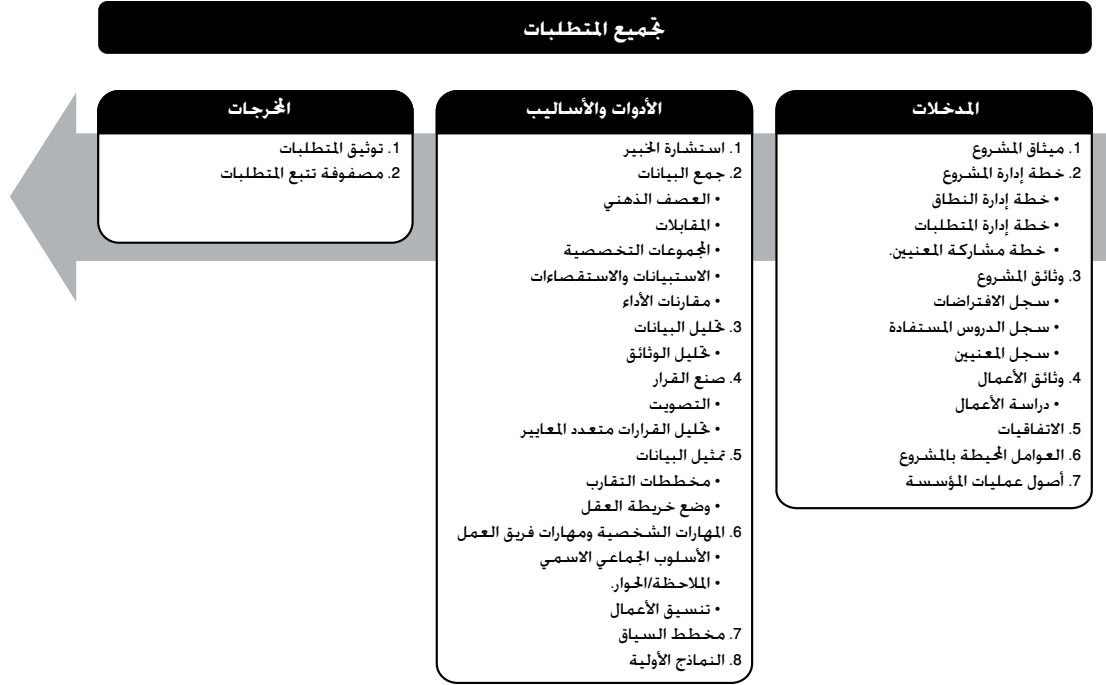 تجميع المتطلبات
المدخلات
1. ميثاق المشروع
2. خطة إدارة المشروع
• خطة إدارة النطاق
• خطة إدارة المتطلبات
• خطة مشاركة المعنيين.
3. وثائق المشروع
• سجل الافتراضات
• سجل الدروس المستفادة
• سجل المعنيين
4. وثائق الأعمال
• دراسة الأعمال
5. الاتفاقيات
6. العوامل المحيطة بالمشروع
7. أصول عمليات المؤسسة
الأدوات والأساليب
1. استشارة الخبير
2. جمع البيانات
• العصف الذهني
• المقابلات
• المجموعات التخصصية
• الاستبيانات والاستقصاءات
• مقارنات الأداء
3. تحليل البيانات
• تحليل الوثائق
4. صنع القرار
• التصويت
• تحليل القرارات متعدد المعايير
5. تمثيل البيانات
• مخططات التقارب
• وضع خريطة العقل
6. المهارات الشخصية ومهارات فريق العمل
• الأسلوب الجماعي الاسمي
• الملاحظة/الحوار.
• تنسيق الأعمال
7. مخطط السياق
8. النماذج الأولية
المخرجات
1. توثيق المتطلبات
2. مصفوفة تتبع المتطلبات